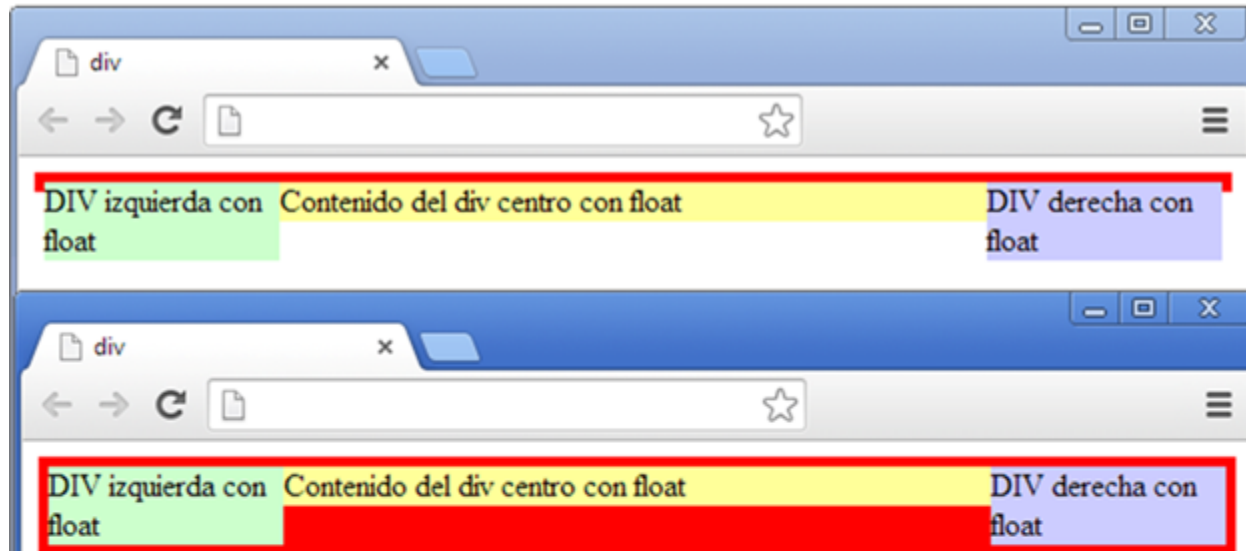 div
DIV izquierda con
float
Contenido del div centro con float
DIV derecha con
float
div
DIV izquierda con
float
Contenido del div centro con float
DIV derecha con
float